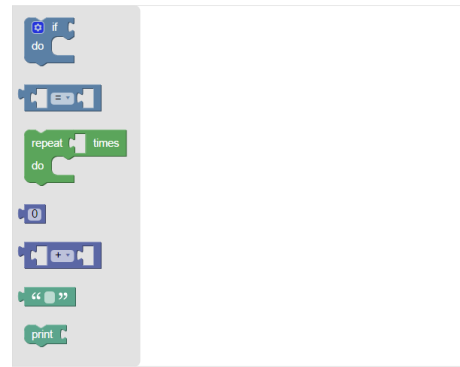 if
do
=
repeat times
do
0
+
“ ”
print